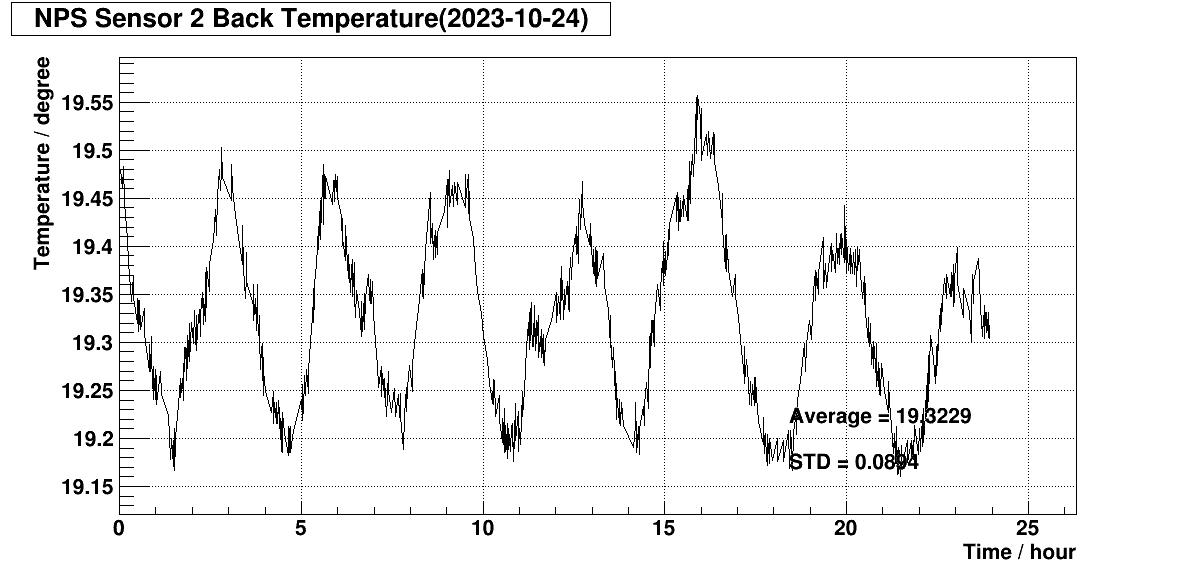 NPS Sensor 2 Back Temperature(2023-10-24)
Temperature / degree
19.55
19.5
19.45
19.4
19.35
19.3
19.25
19.2
19.15
Average = 19.3229
STD = 0.0894
0 5 10 15 20 25
Time / hour